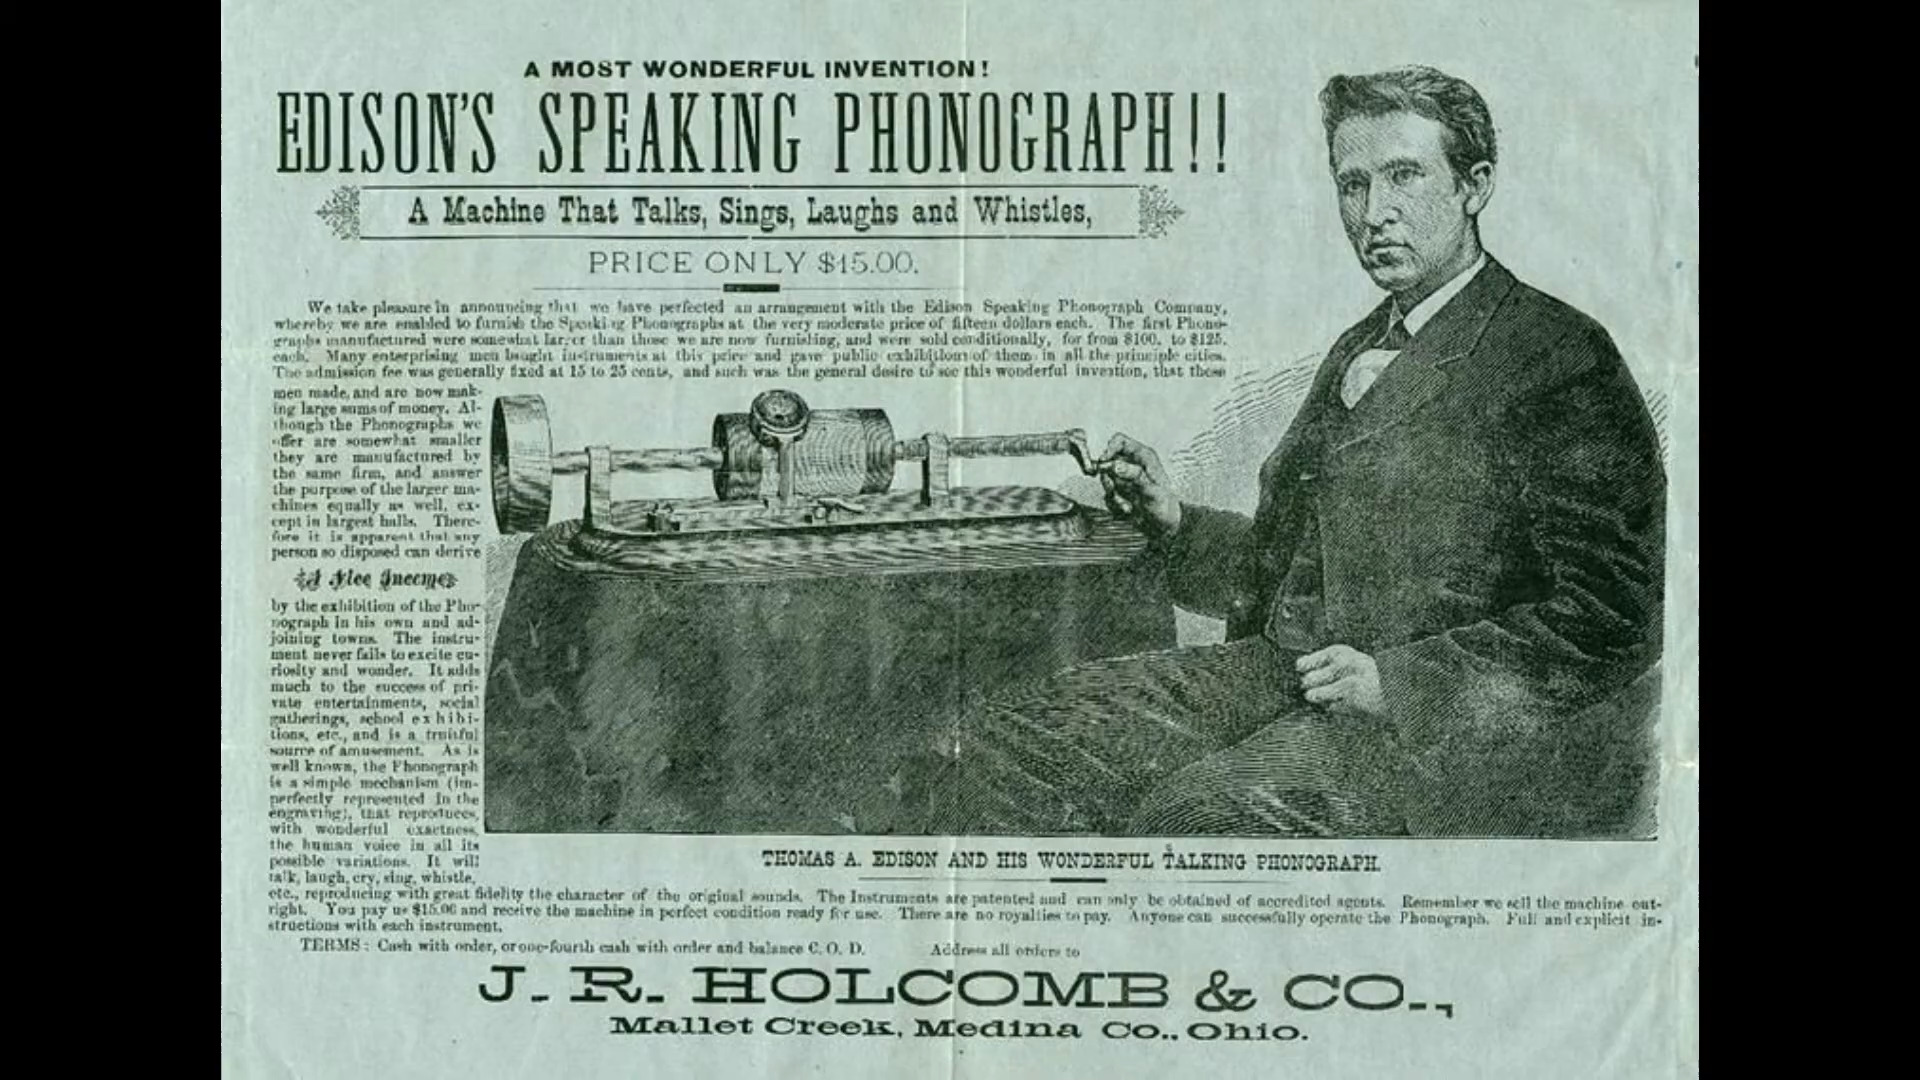 A MOST WONDERFUL INVENTION!
EDISON'S SPEAKING PHONOGRAPH!!
A Machine That Talks, Sings, Laughs and Whistles,
PRICE ONLY $15.00.
We take pleasure in announcing that we have perfected an arrangement with the Edison Speaking Phonograph Company,
whereby we are enabled to furnish the Speaking Phonographs at the very moderate price of fifteen dollars each. The first Phono-
graphs manufactured were somewhat larger than those we are now furnishing, and were sold conditionally, for from $100. to $125.
each. Many enterprising men bought instruments at this price and gave public exhibitions of them in all the principle cities.
The admission fee was generally fixed at 15 to 25 cents, and such was the general desire to see this wonderful invention, that these
men made, and are now mak-
ing large sums of money. Al-
though the Phonographs we
offer are somewhat smaller
they are manufactured by
the same firm, and answer
the purpose of the larger ma-
chines equally as well, ex-
cept in largest halls. There-
fore it is apparent that any
person so disposed can derive
A Nice Income
by the exhibition of the Pho-
nograph in his own and ad-
joining towns. The instru-
ment never fails to excite cu-
riosity and wonder. It adds
much to the success of pri-
vate entertainments, social
gatherings, school exhibi-
tions, etc., and is a fruitful
source of amusement. As is
well known, the Phonograph
is a simple mechanism (im-
perfectly represented in the
engraving), that reproduces,
with wonderful exactness,
the human voice in all its
possible variations. It will
talk, laugh, cry, sing, whistle,
THOMAS A. EDISON AND HIS WONDERFUL TALKING PHONOGRAPH.
etc., reproducing with great fidelity the character of the original sounds. The Instruments are patented and can only be obtained of accredited agents. Remember we sell the machine out-
right. You pay us $15.00 and receive the machine in perfect condition ready for use. There are no royalties to pay. Anyone can successfully operate the Phonograph. Full and explicit in-
structions with each instrument.
TERMS: Cash with order, or one-fourth cash with order and balance C. O. D. Address all orders to
J. R. HOLCOMB & CO.,
Mallet Creek, Medina Co., Ohio.